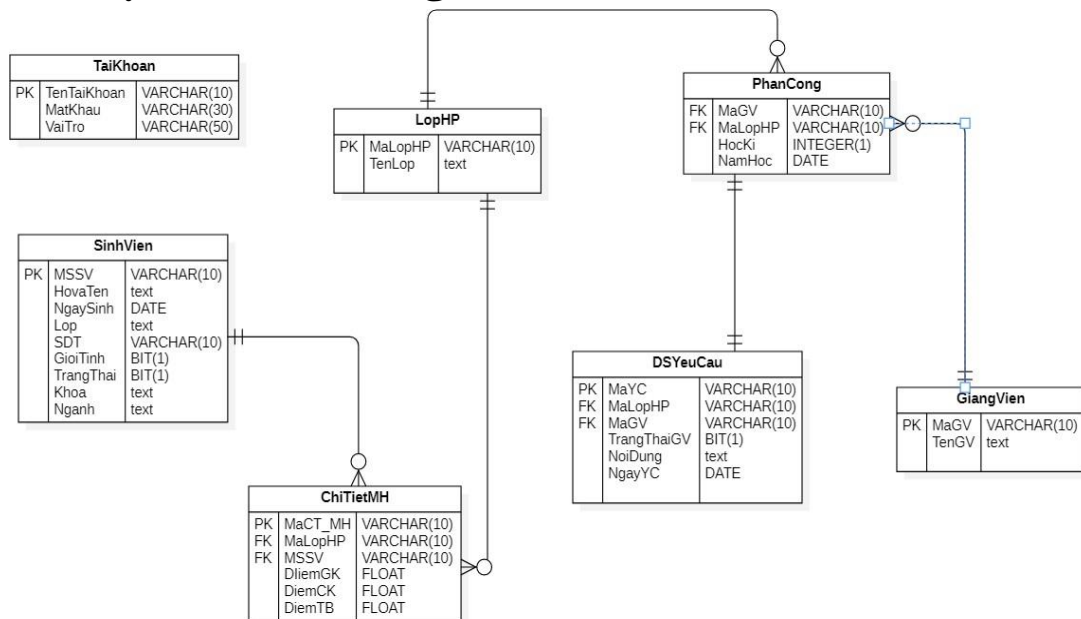 TaiKhoan
PK TenTaiKhoan VARCHAR(10)
MatKhau VARCHAR(30)
VaiTro VARCHAR(50)
LopHP
PK MaLopHP VARCHAR(10)
TenLop text
PhanCong
FK MaGV VARCHAR(10)
FK MaLopHP VARCHAR(10)
HocKi INTEGER(1)
NamHoc DATE
SinhVien
PK MSSV VARCHAR(10)
HovaTen text
NgaySinh DATE
Lop text
SDT VARCHAR(10)
GioiTinh BIT(1)
TrangThai BIT(1)
Khoa text
Nganh text
DSYeuCau
PK MaYC VARCHAR(10)
FK MaLopHP VARCHAR(10)
FK MaGV VARCHAR(10)
TrangThaiGV BIT(1)
NoiDung text
NgayYC DATE
GiangVien
PK MaGV VARCHAR(10)
TenGV text
ChiTietMH
PK MaCT_MH VARCHAR(10)
FK MaLopHP VARCHAR(10)
FK MSSV VARCHAR(10)
DIiemGK FLOAT
DiemCK FLOAT
DiemTB FLOAT